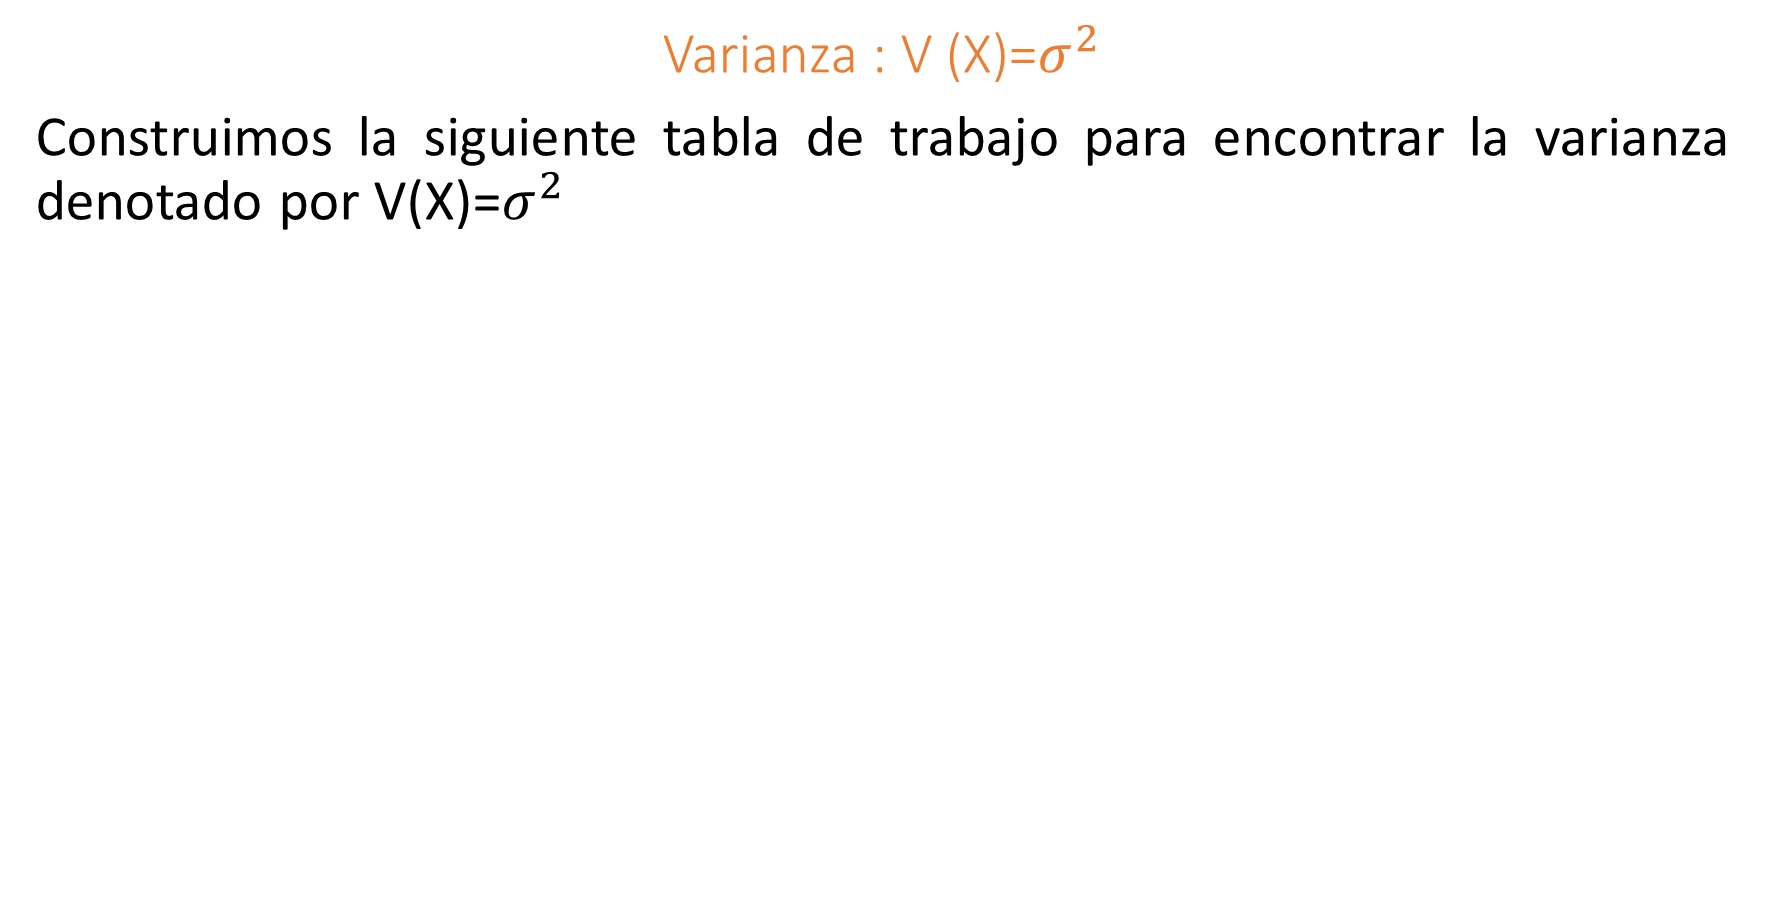 Varianza : V (X)=𝜎²
Construimos la siguiente tabla de trabajo para encontrar la varianza
denotado por V(X)=𝜎²